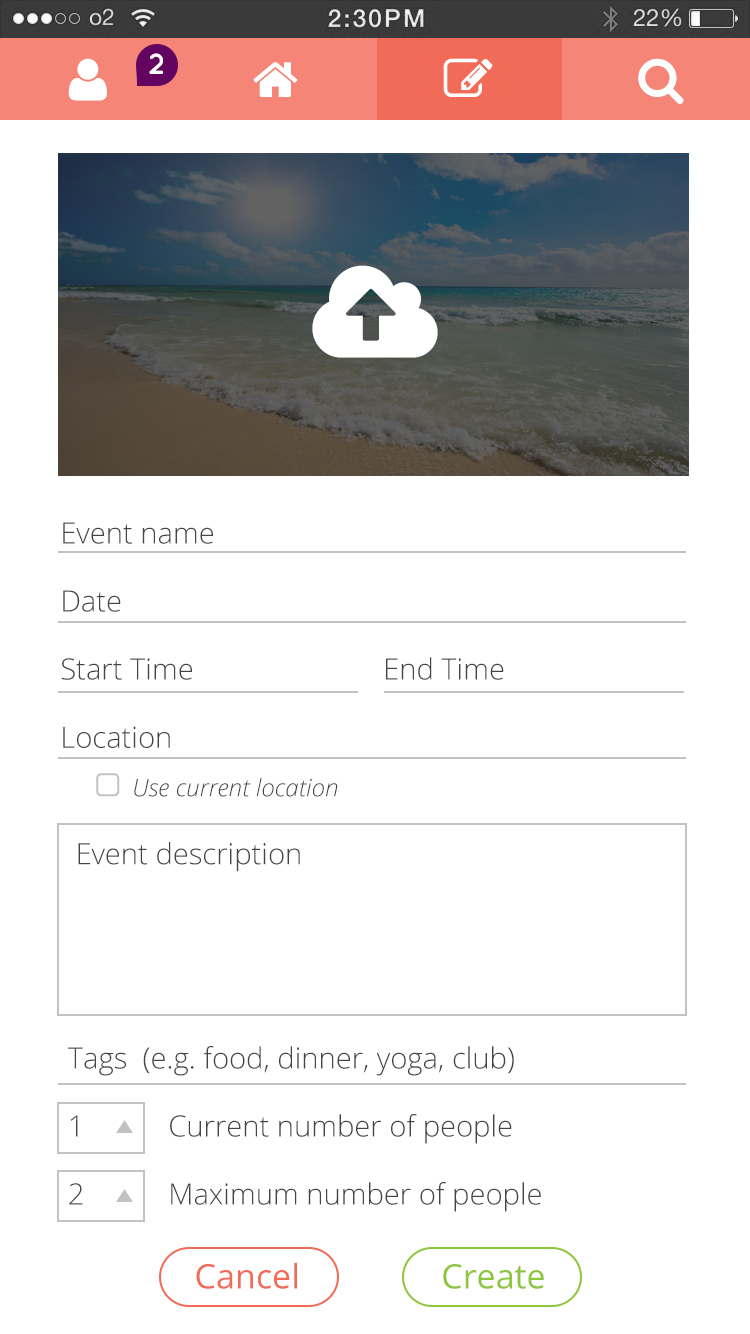 o2 2:30PM 22%
2
Event name
Date
Start Time End Time
Location
Use current location
Event description
Tags (e.g. food, dinner, yoga, club)
1 Current number of people
2 Maximum number of people
Cancel Create